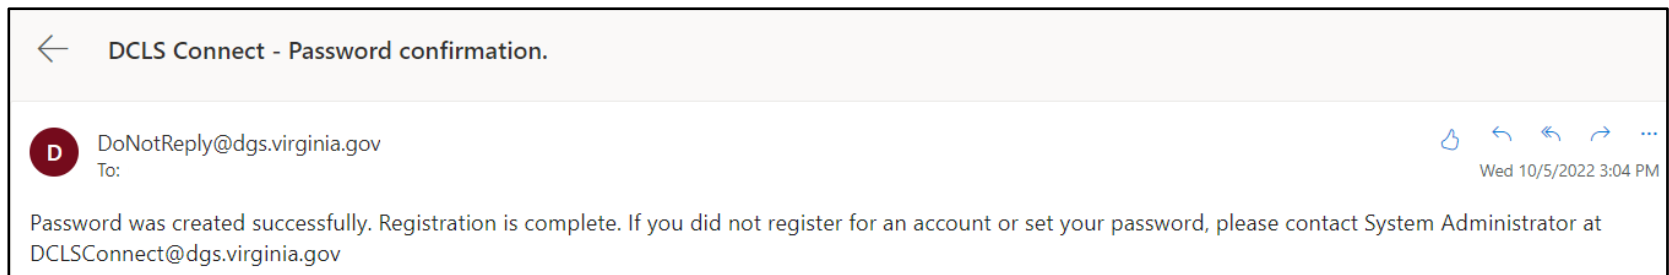 DCLS Connect - Password confirmation.
D
DoNotReply@dgs.virginia.gov
To:
Wed 10/5/2022 3:04 PM
Password was created successfully. Registration is complete. If you did not register for an account or set your password, please contact System Administrator at
DCLSConnect@dgs.virginia.gov